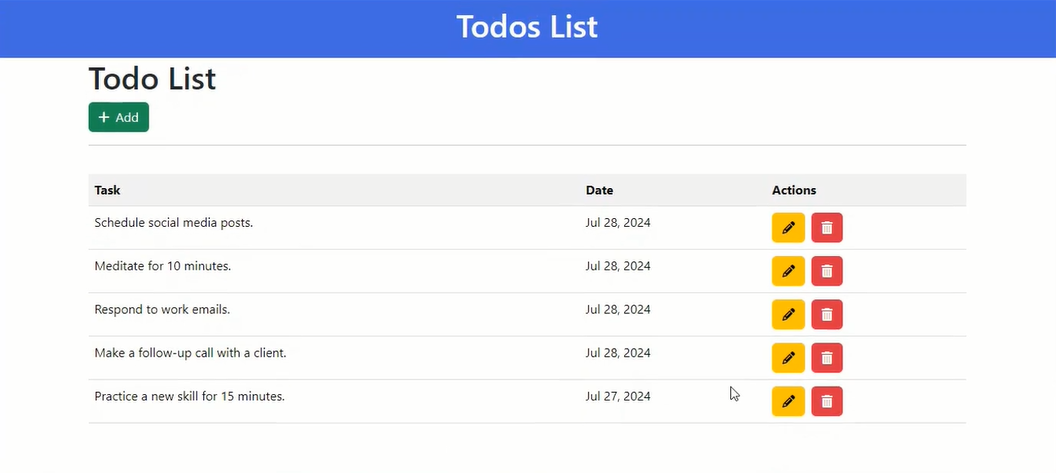 Todos List
Todo List
+ Add
Task Date Actions
Schedule social media posts. Jul 28, 2024
Meditate for 10 minutes. Jul 28, 2024
Respond to work emails. Jul 28, 2024
Make a follow-up call with a client. Jul 28, 2024
Practice a new skill for 15 minutes. Jul 27, 2024